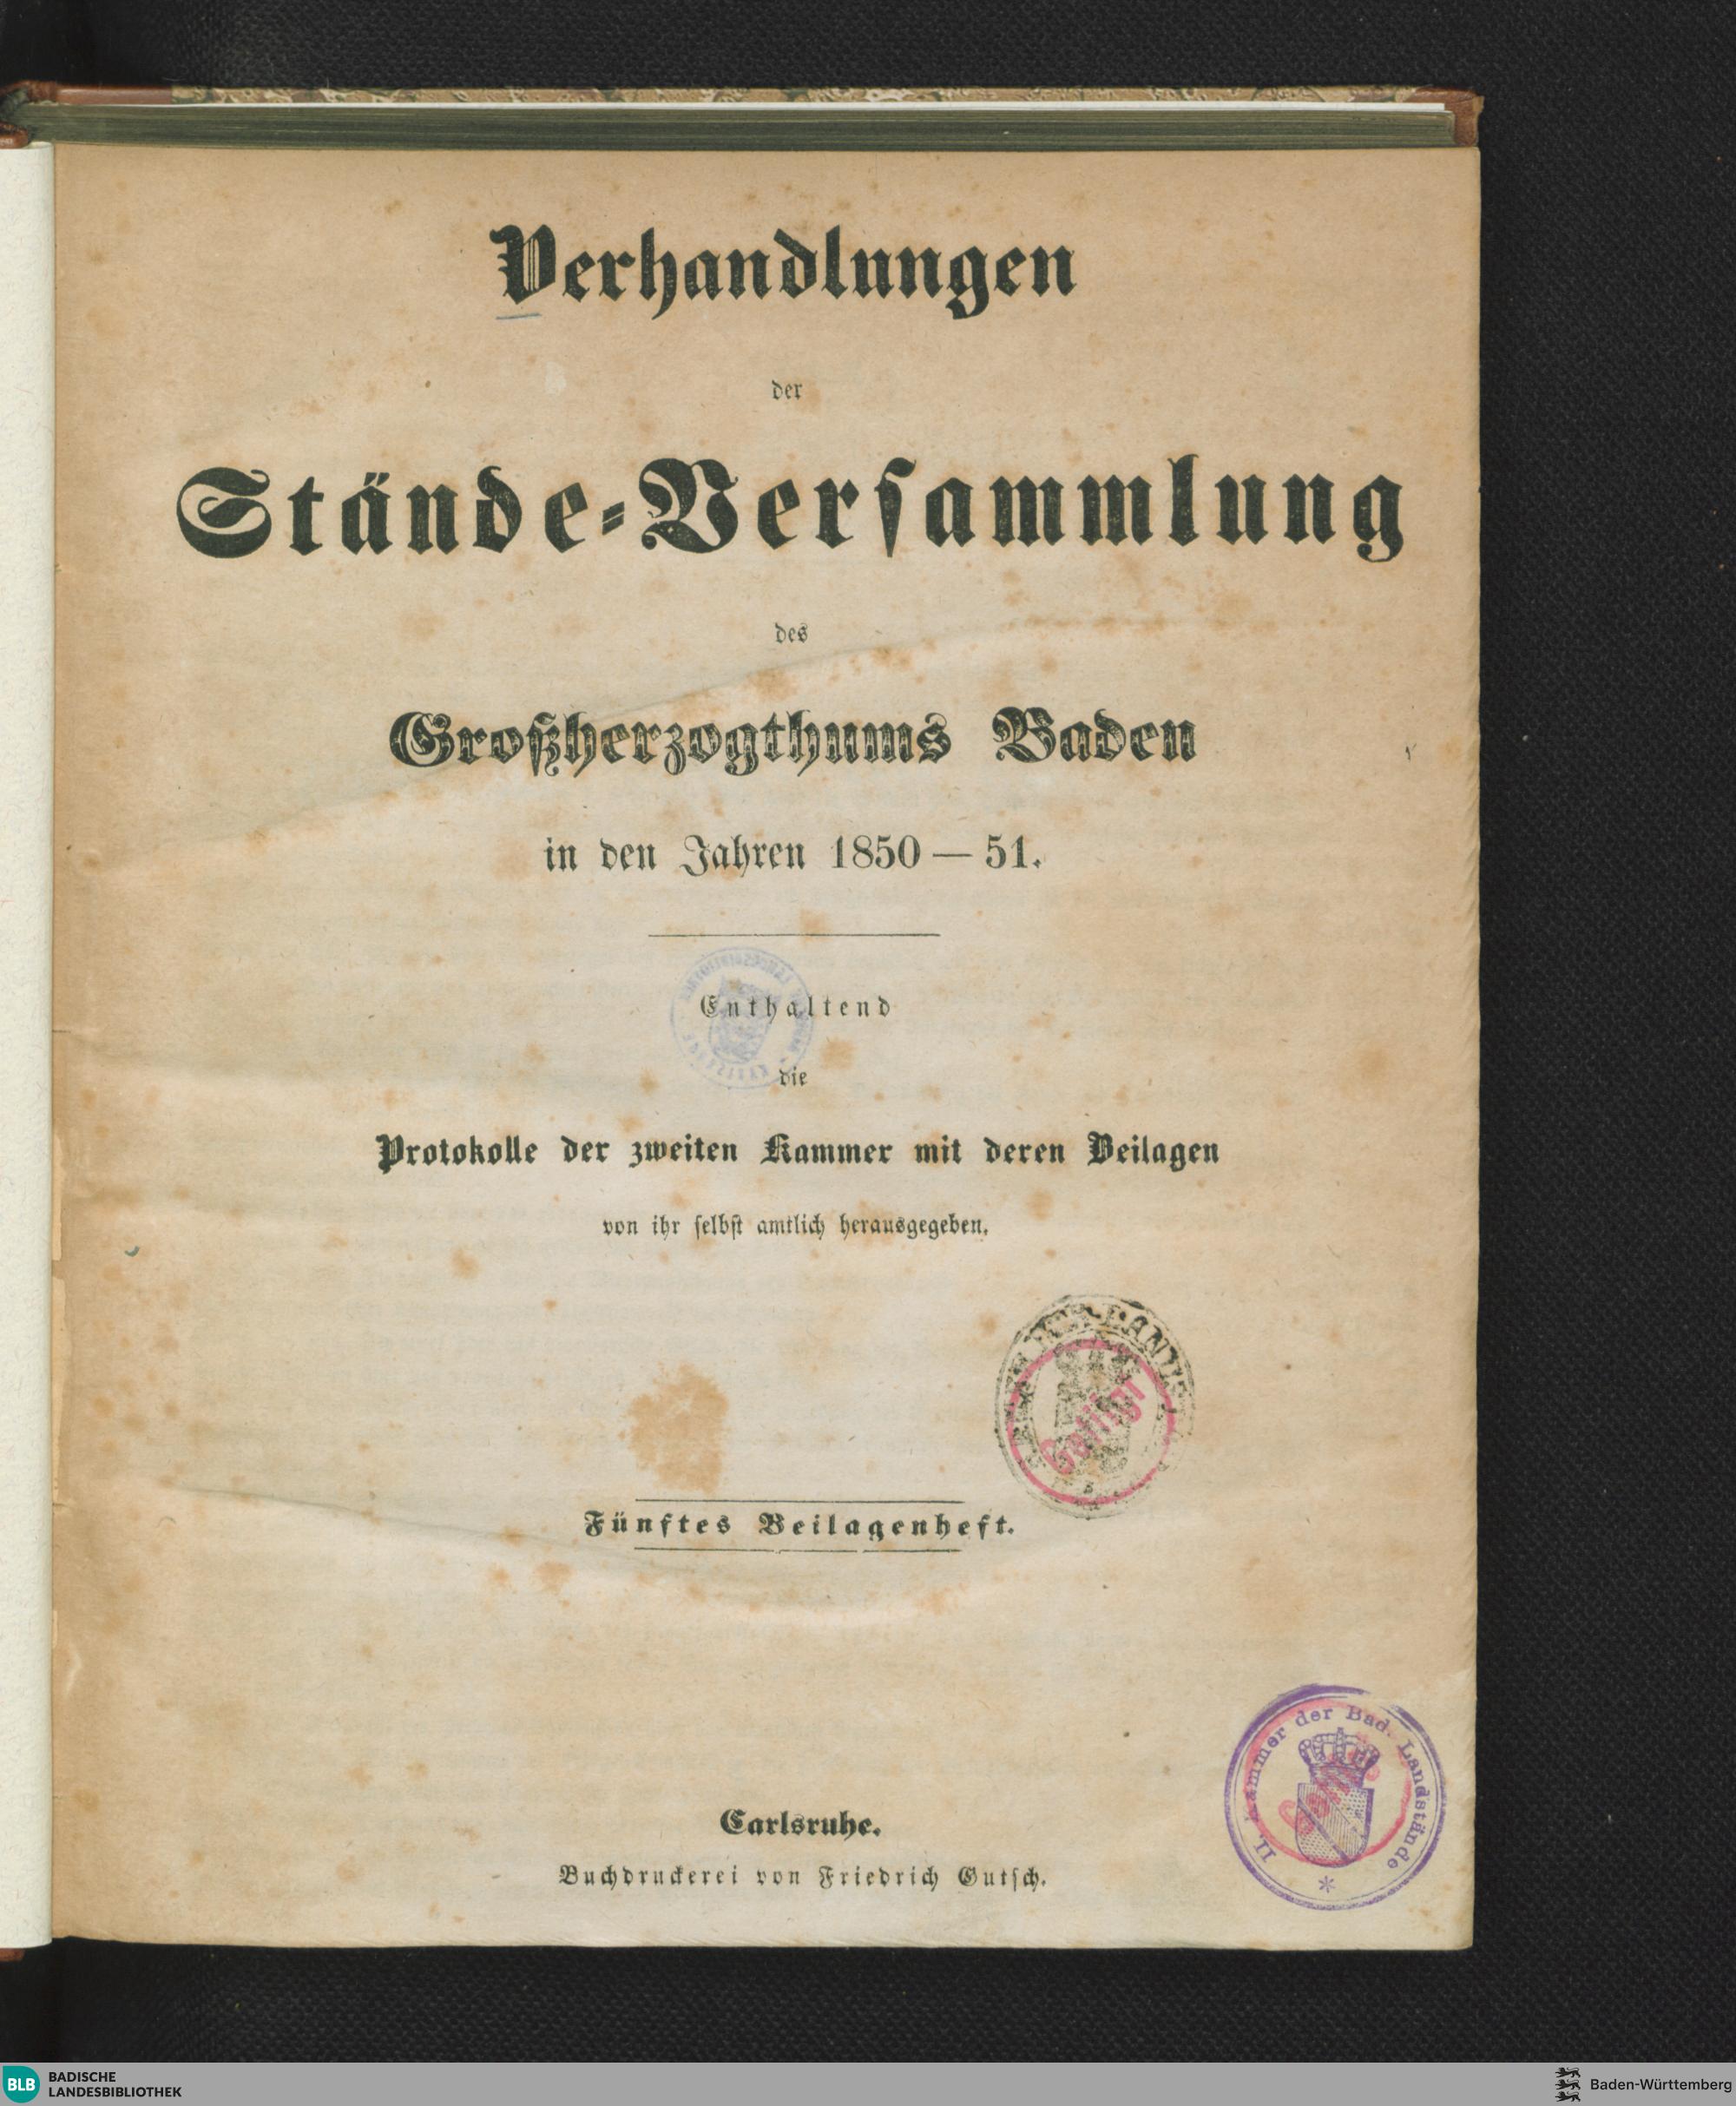 Verhandlungen
der
Stände-Versammlung
des
Großherzogthums Baden
in den Jahren 1850 — 51.
Enthaltend
die
Protokolle der zweiten Kammer mit deren Beilagen
von ihr selbst amtlich herausgegeben.
Fünftes Beilagenheft.
II. Kammer der Bad. Landstände
Carlsruhe.
Buchdruckerei von Friedrich Gutsch.
BLB
BADISCHE
LANDESBIBLIOTHEK
Baden-Württemberg